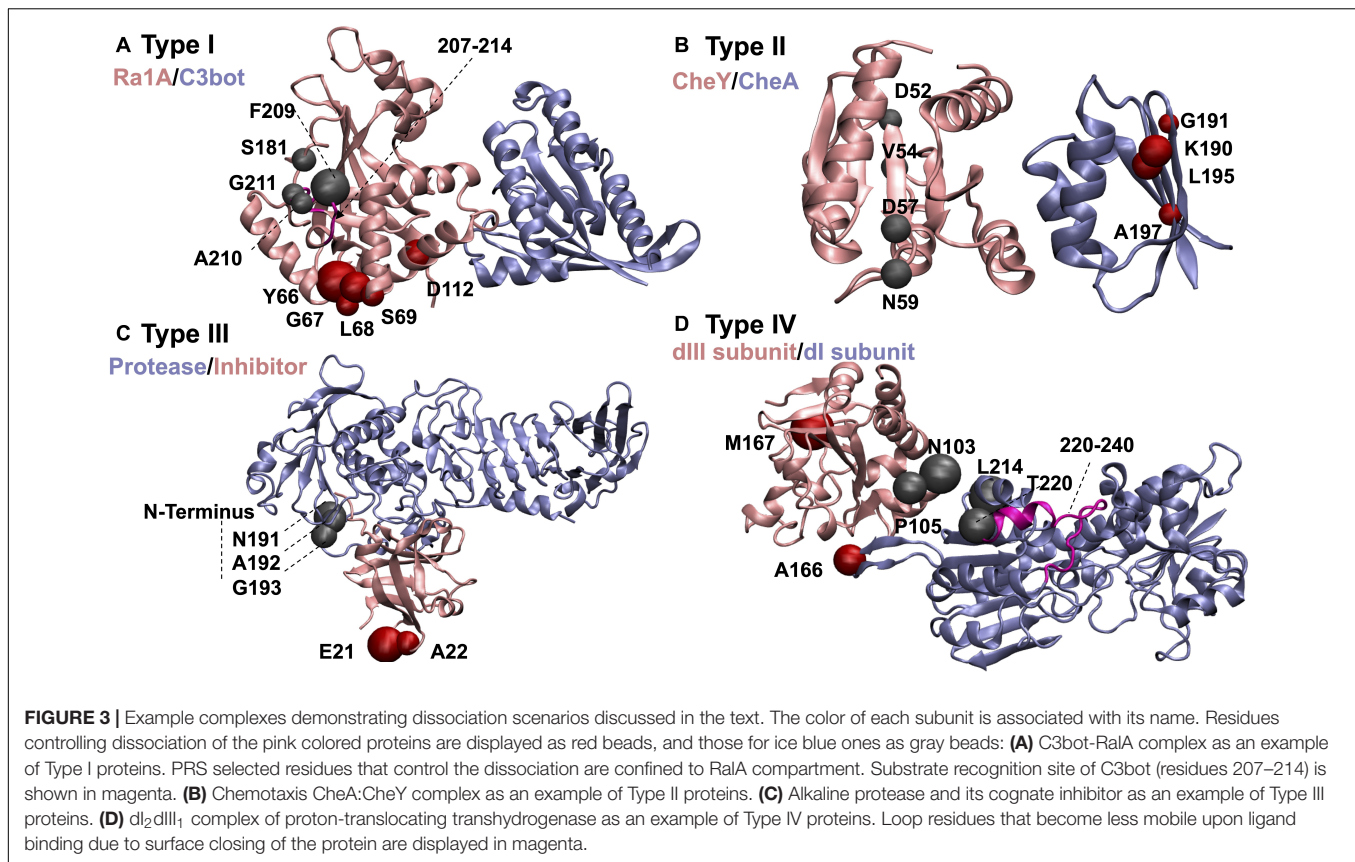 A Type I
Ra1A/C3bot
207-214
F209
S181
G211
A210
Y66
G67
L68
S69
D112
B Type II
CheY/CheA
D52
V54
D57
N59
G191
K190
L195
A197
C Type III
Protease/Inhibitor
N-Terminus
N191
A192
G193
E21
A22
D Type IV
dIII subunit/dI subunit
M167
N103
L214
T220
220-240
P105
A166
FIGURE 3 | Example complexes demonstrating dissociation scenarios discussed in the text. The color of each subunit is associated with its name. Residues
controlling dissociation of the pink colored proteins are displayed as red beads, and those for ice blue ones as gray beads: (A) C3bot-RalA complex as an example
of Type I proteins. PRS selected residues that control the dissociation are confined to RalA compartment. Substrate recognition site of C3bot (residues 207–214) is
shown in magenta. (B) Chemotaxis CheA:CheY complex as an example of Type II proteins. (C) Alkaline protease and its cognate inhibitor as an example of Type III
proteins. (D) dI₂dIII₁ complex of proton-translocating transhydrogenase as an example of Type IV proteins. Loop residues that become less mobile upon ligand
binding due to surface closing of the protein are displayed in magenta.